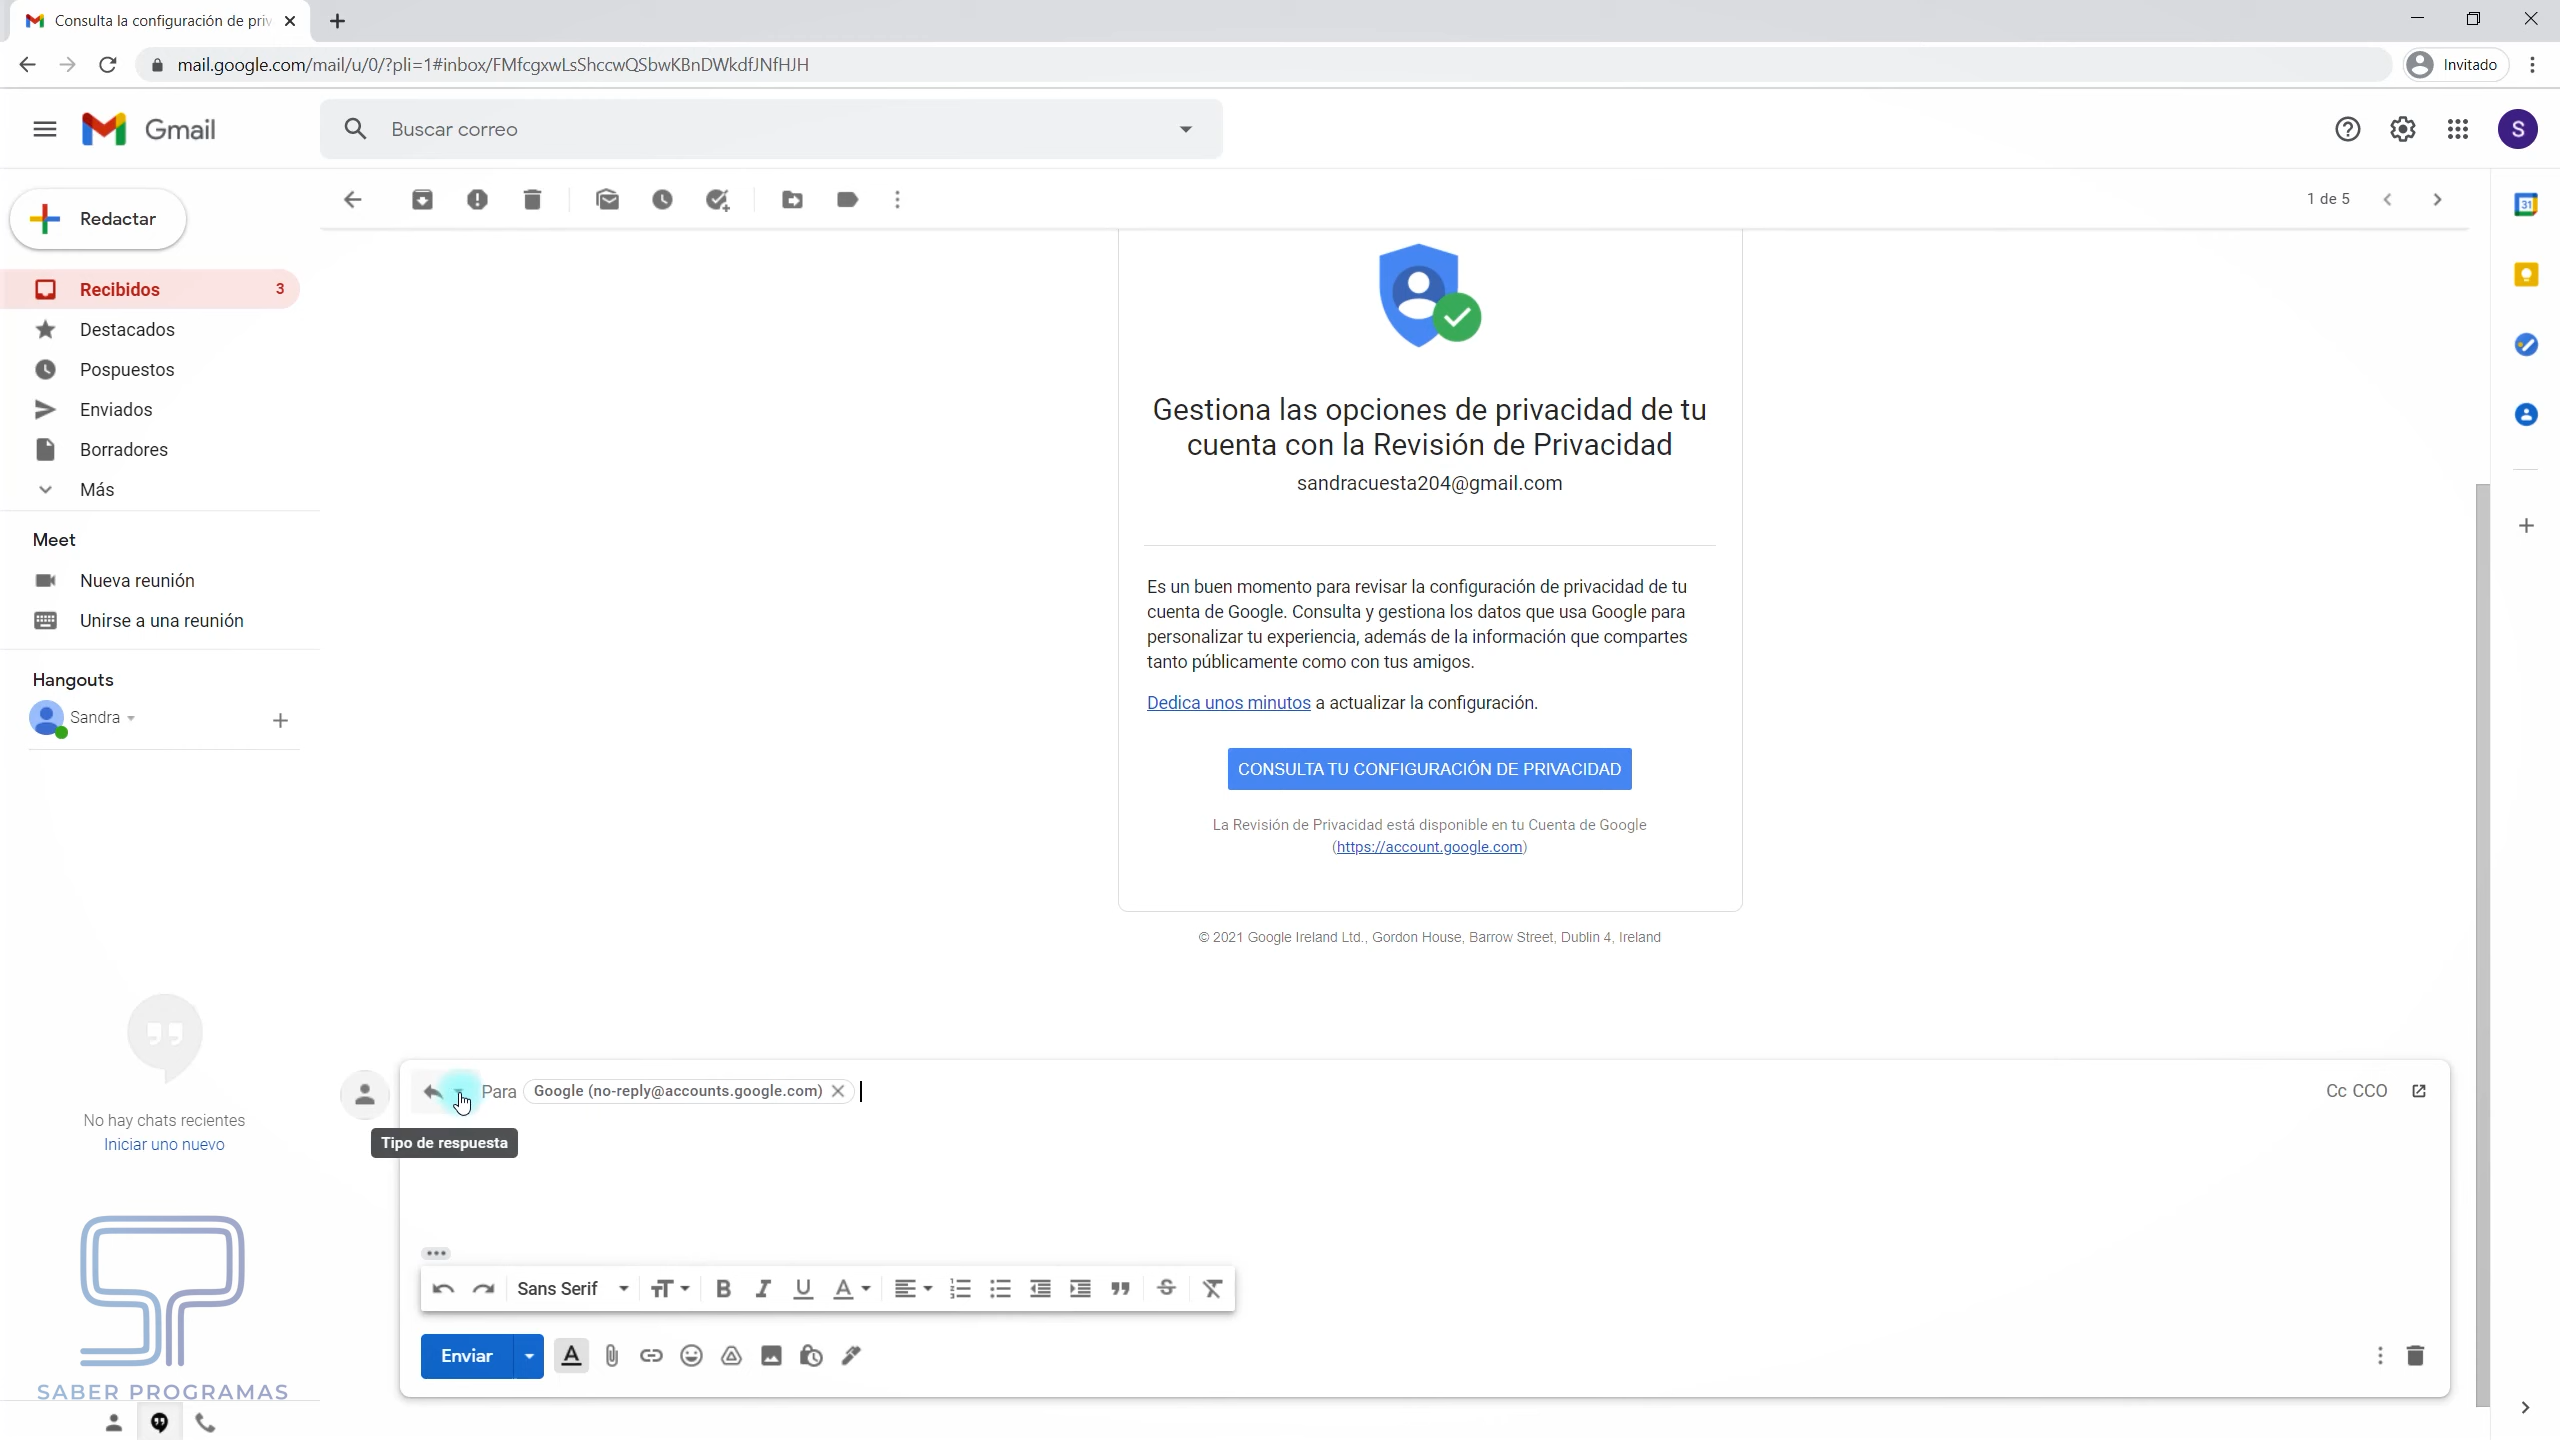 Consulta la configuración de priv
mail.google.com/mail/u/0/?pli=1#inbox/FMfcgxwLsShccwQSbwKBnDWkdfJNfHJH
Invitado
Gmail
Buscar correo
S
Redactar
1 de 5
31
Recibidos 3
Destacados
Pospuestos
Enviados
Borradores
Más
Meet
Nueva reunión
Unirse a una reunión
Hangouts
Sandra
Gestiona las opciones de privacidad de tu
cuenta con la Revisión de Privacidad
sandracuesta204@gmail.com
Es un buen momento para revisar la configuración de privacidad de tu
cuenta de Google. Consulta y gestiona los datos que usa Google para
personalizar tu experiencia, además de la información que compartes
tanto públicamente como con tus amigos.
Dedica unos minutos a actualizar la configuración.
CONSULTA TU CONFIGURACIÓN DE PRIVACIDAD
La Revisión de Privacidad está disponible en tu Cuenta de Google
(https://account.google.com)
© 2021 Google Ireland Ltd., Gordon House, Barrow Street, Dublin 4, Ireland
No hay chats recientes
Iniciar uno nuevo
Para Google (no-reply@accounts.google.com) Cc CCO
Tipo de respuesta
Sans Serif
Enviar
SABER PROGRAMAS